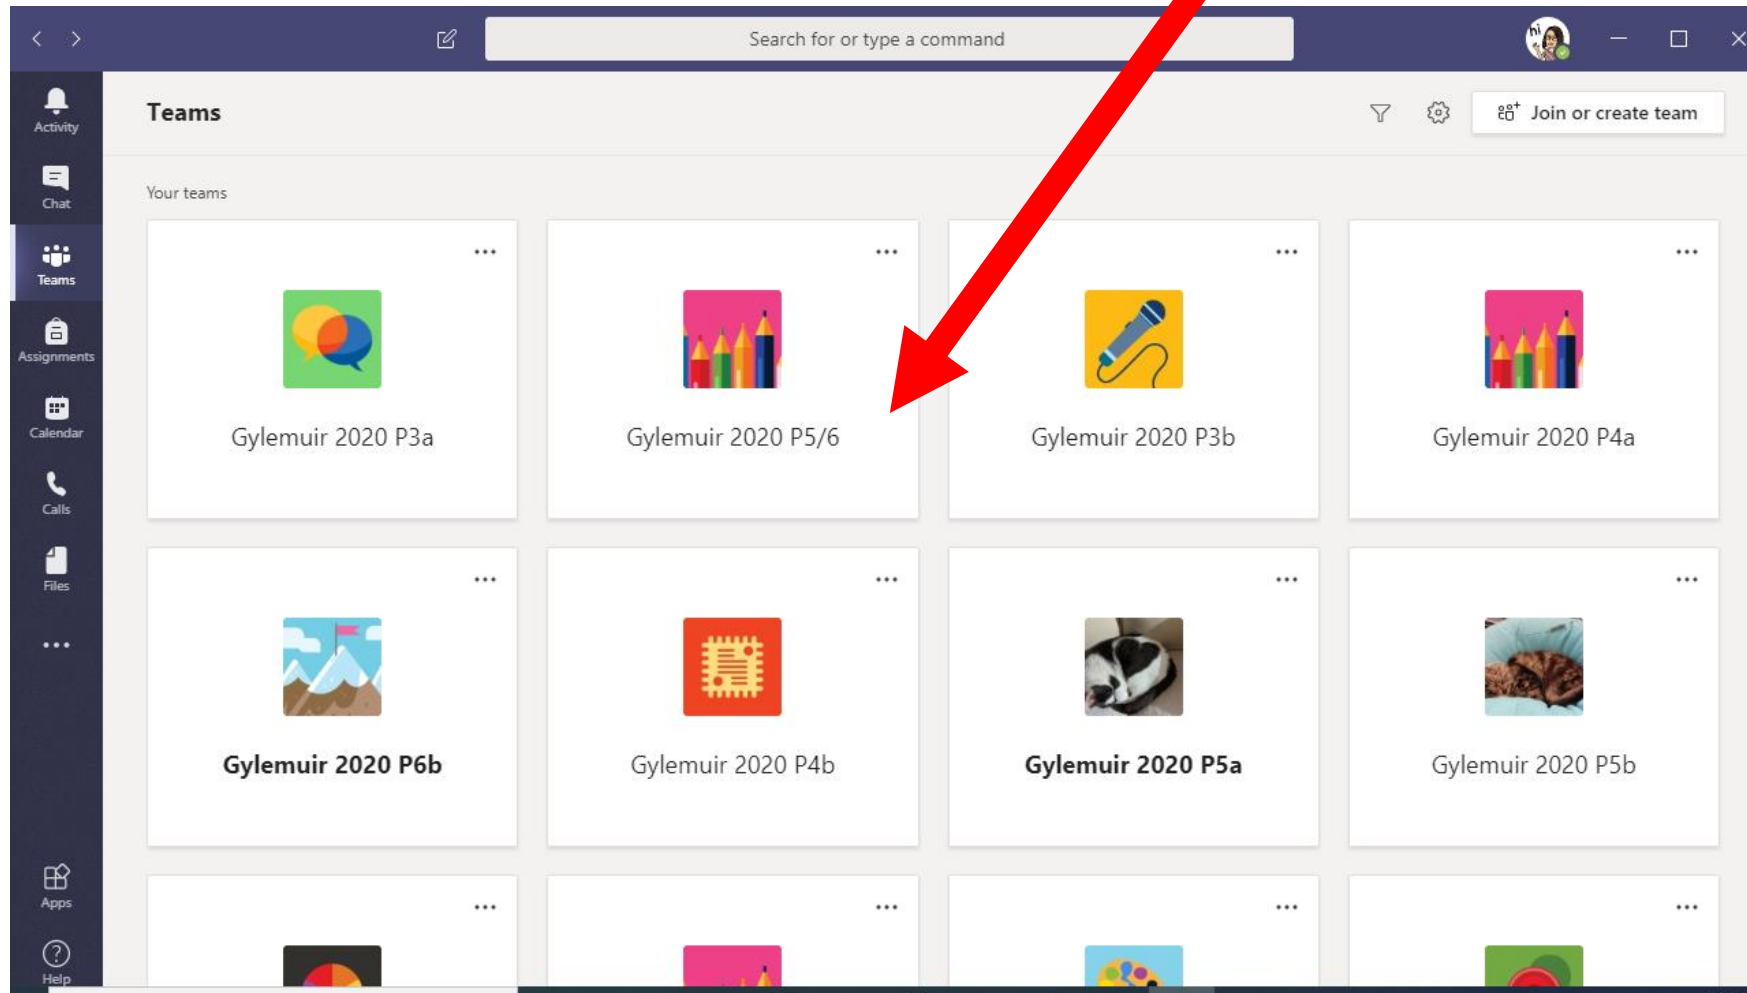 Search for or type a command
hi
Activity
Chat
Teams
Assignments
Calendar
Calls
Files
Apps
Help
Teams
Join or create team
Your teams
Gylemuir 2020 P3a
Gylemuir 2020 P5/6
Gylemuir 2020 P3b
Gylemuir 2020 P4a
Gylemuir 2020 P6b
Gylemuir 2020 P4b
Gylemuir 2020 P5a
Gylemuir 2020 P5b